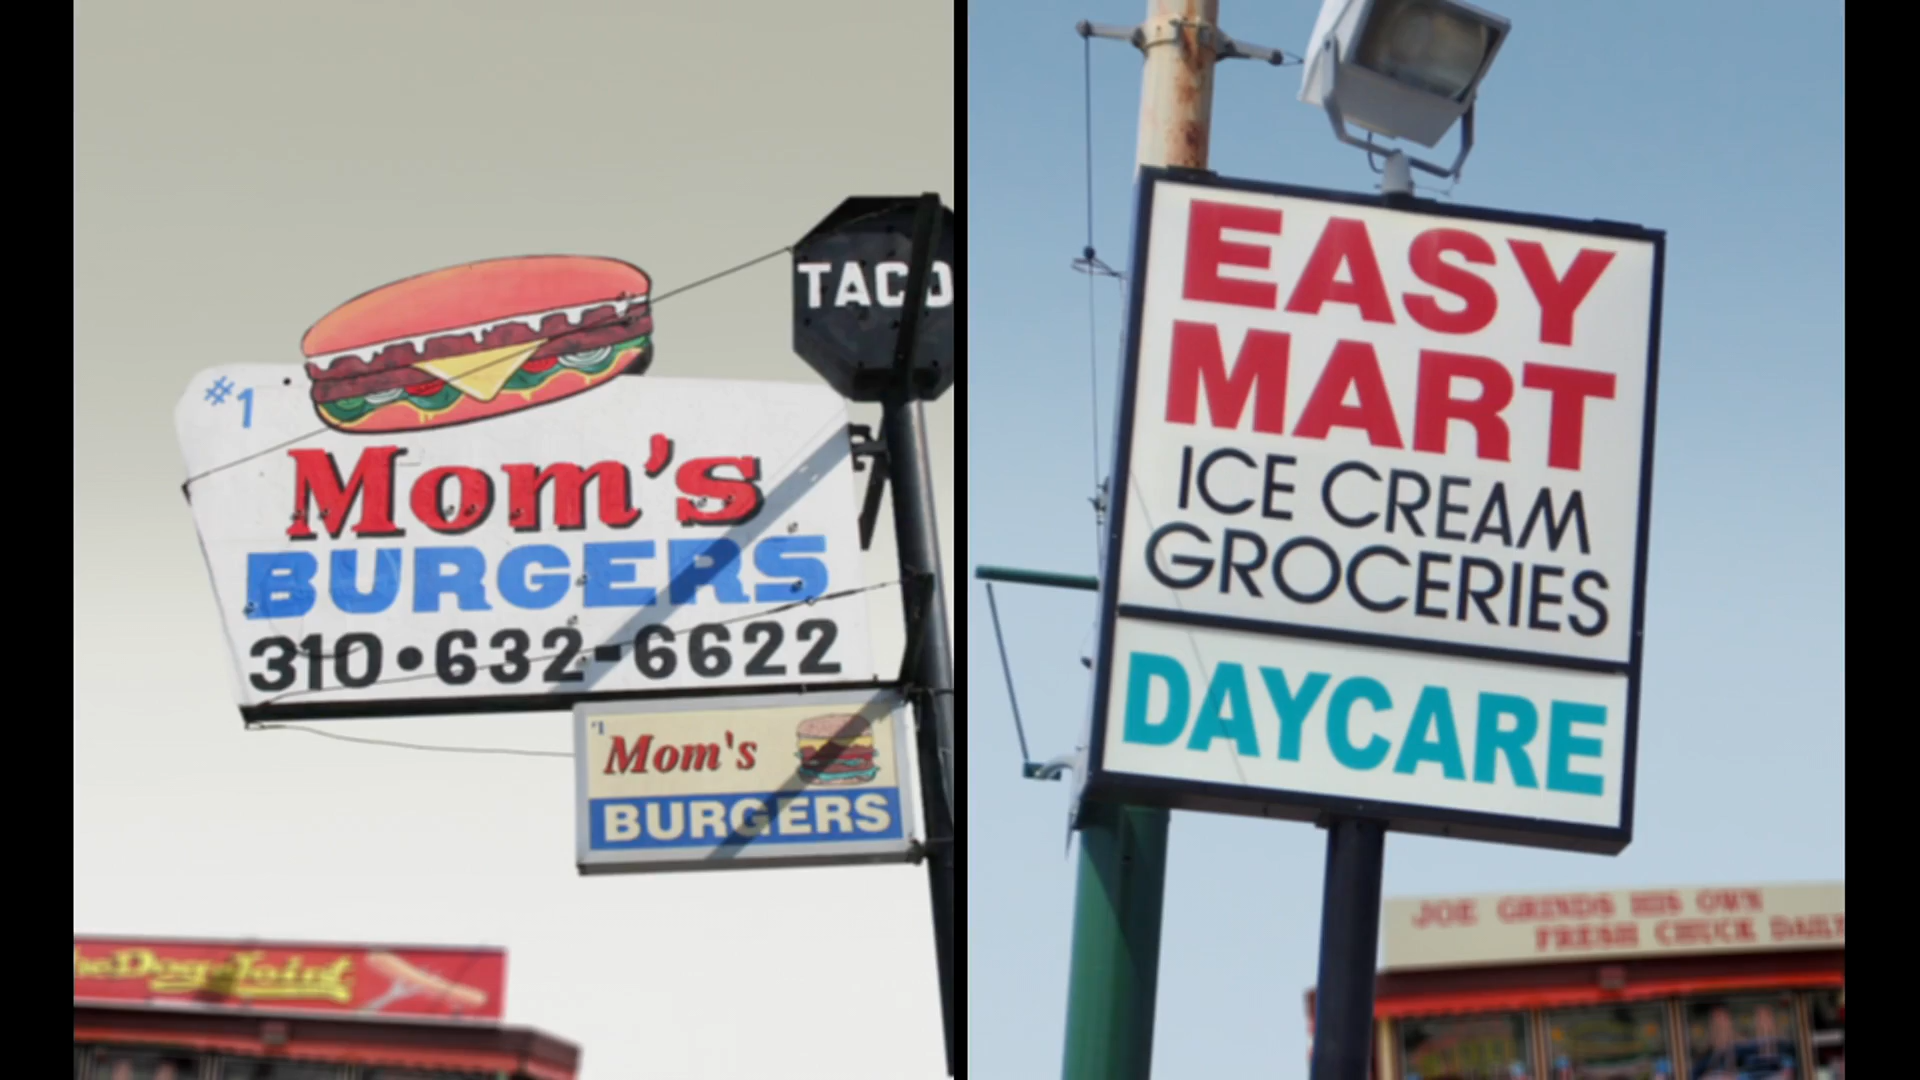 #1
Mom's
BURGERS
310•632-6622
TACO
#1
Mom's
BURGERS
EASY
MART
ICE CREAM
GROCERIES
DAYCARE
JOE GRINDS HIS OWN
FRESH CHUCK DAILY